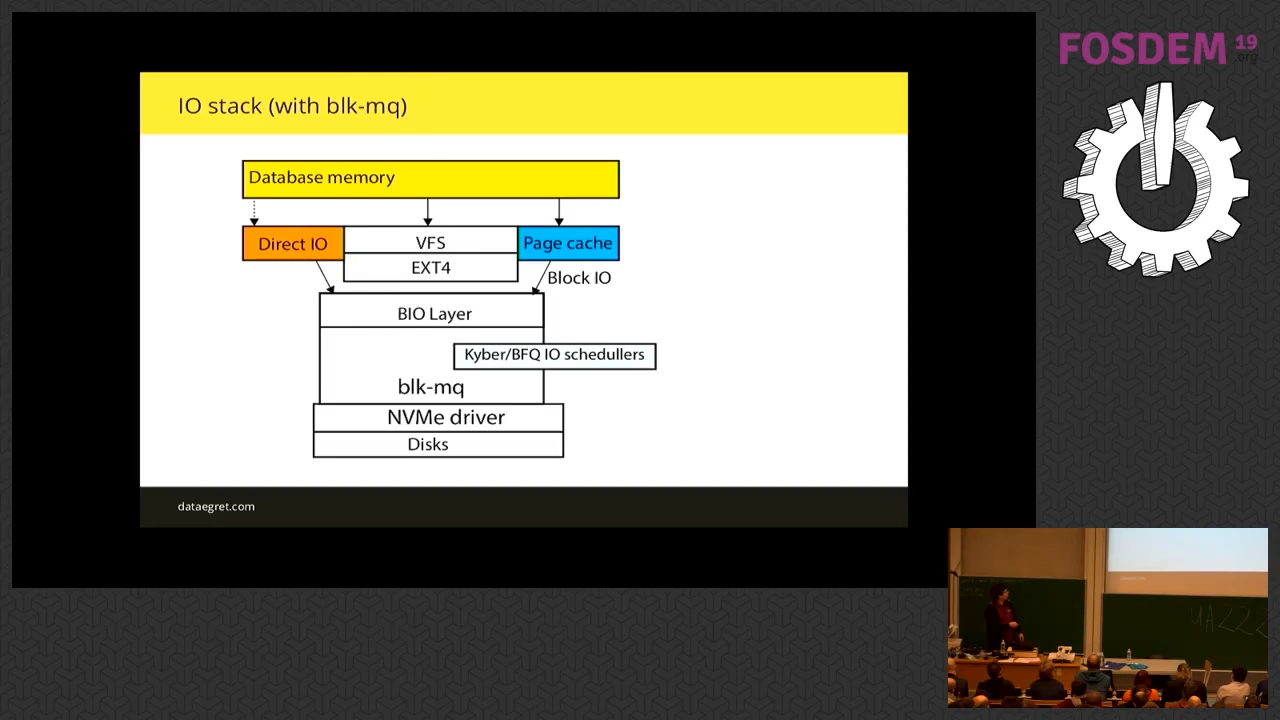 FOSDEM 19
.org
IO stack (with blk-mq)
Database memory
Direct IO
VFS
Page cache
EXT4
Block IO
BIO Layer
Kyber/BFQ IO schedullers
blk-mq
NVMe driver
Disks
dataegret.com